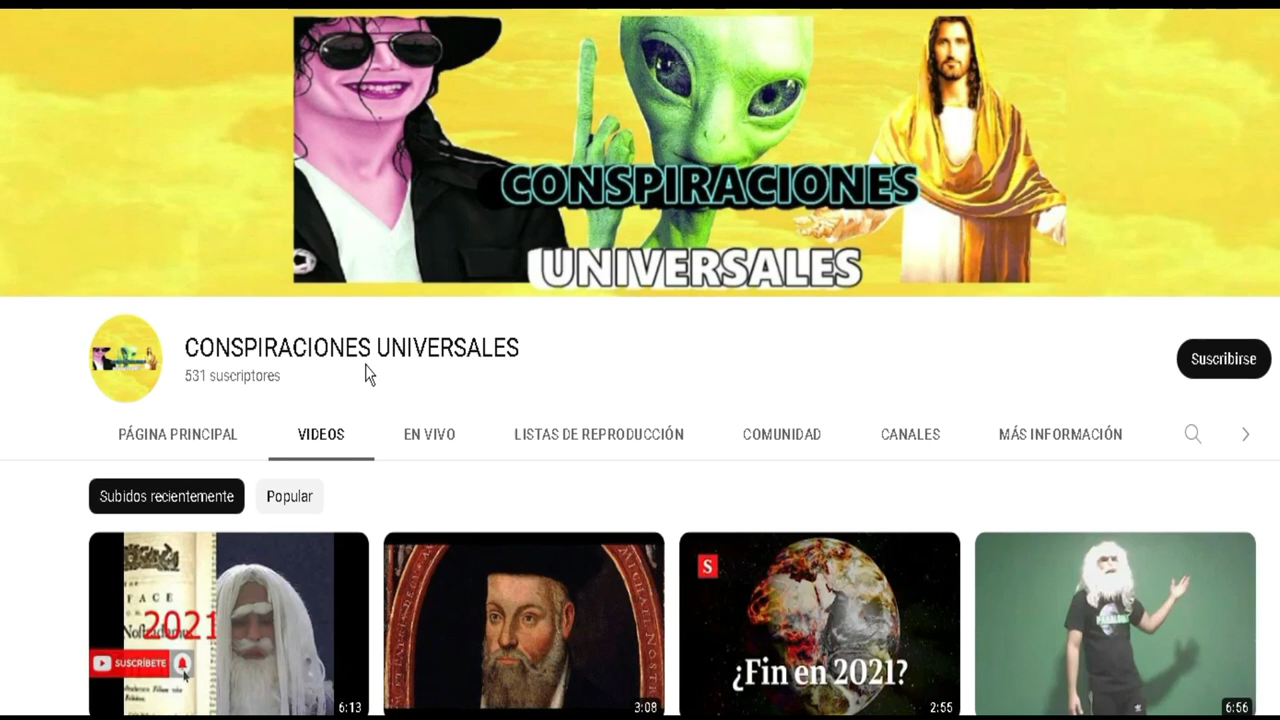 CONSPIRACIONES
UNIVERSALES
CONSPIRACIONES UNIVERSALES
531 suscriptores
Suscribirse
PÁGINA PRINCIPAL VIDEOS EN VIVO LISTAS DE REPRODUCCIÓN COMUNIDAD CANALES MÁS INFORMACIÓN
Subidos recientemente Popular
FACE
2021
SUSCRÍBETE
6:13
3:08
S
¿Fin en 2021?
2:55
6:56